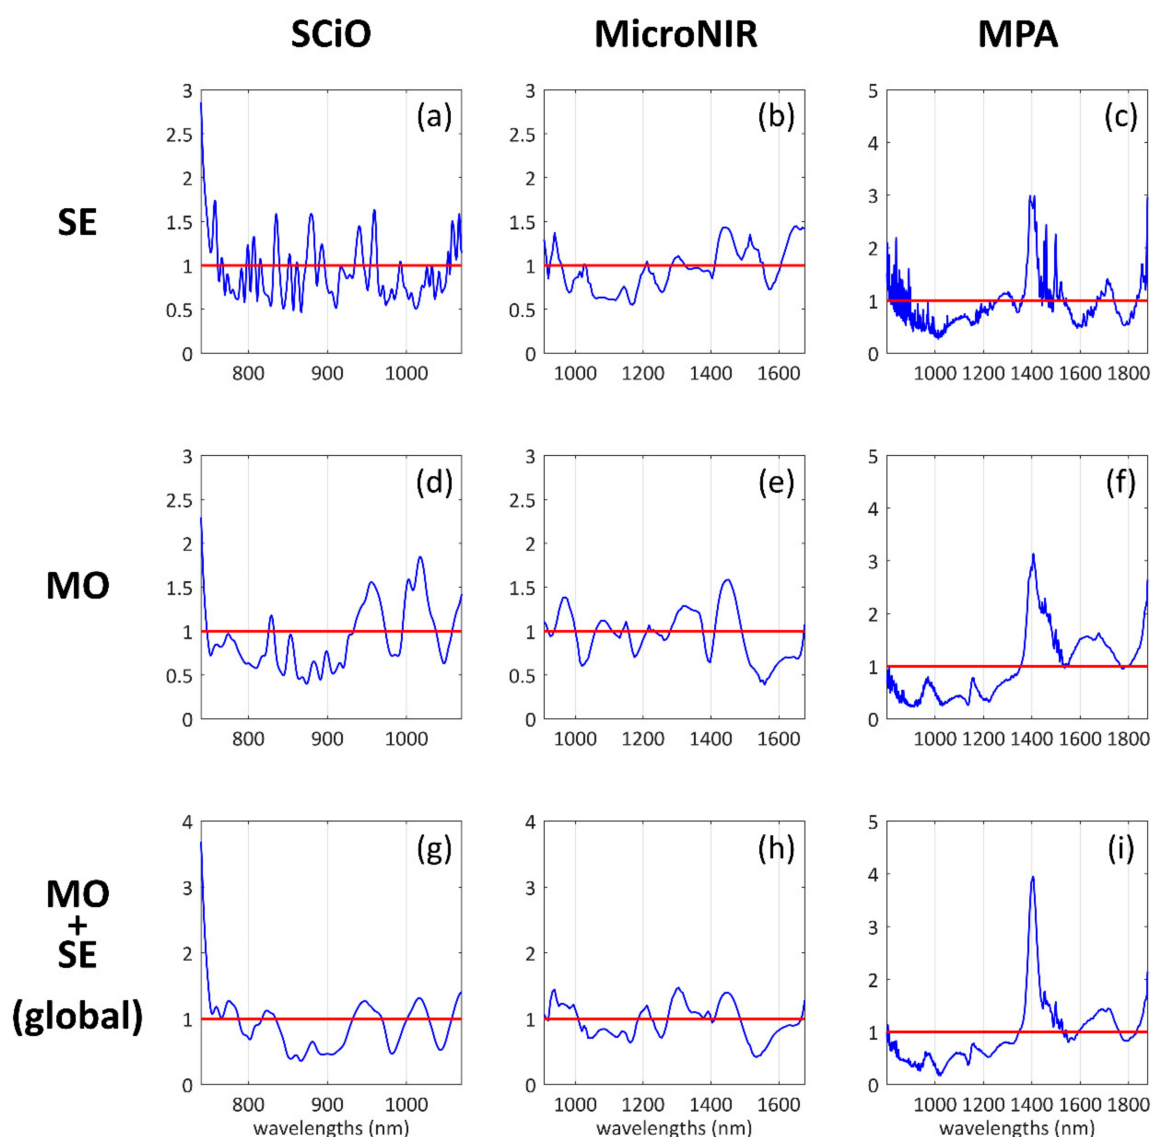 SCiO MicroNIR MPA
SE
(a) (b) (c)
3 2.5 2 1.5 1 0.5 0
3 2.5 2 1.5 1 0.5 0
5 4 3 2 1 0
800 900 1000
1000 1200 1400 1600
1000 1200 1400 1600 1800
MO
(d) (e) (f)
3 2.5 2 1.5 1 0.5 0
3 2.5 2 1.5 1 0.5 0
5 4 3 2 1 0
800 900 1000
1000 1200 1400 1600
1000 1200 1400 1600 1800
MO
+
SE
(global)
(g) (h) (i)
4 3 2 1 0
4 3 2 1 0
5 4 3 2 1 0
800 900 1000
1000 1200 1400 1600
1000 1200 1400 1600 1800
wavelengths (nm) wavelengths (nm) wavelengths (nm)